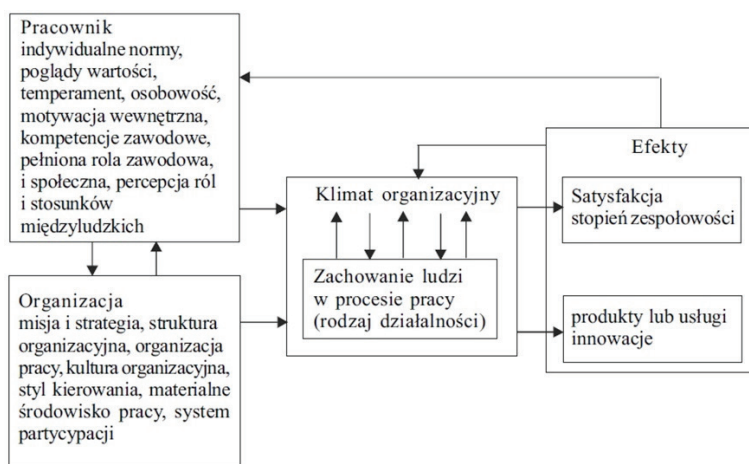 Pracownik
indywidualne normy,
poglądy wartości,
temperament, osobowość,
motywacja wewnętrzna,
kompetencje zawodowe,
pełniona rola zawodowa,
i społeczna, percepcja ról
i stosunków
międzyludzkich
Organizacja
misja i strategia, struktura
organizacyjna, organizacja
pracy, kultura organizacyjna,
styl kierowania, materialne
środowisko pracy, system
partycypacji
Klimat organizacyjny
Zachowanie ludzi
w procesie pracy
(rodzaj działalności)
Efekty
Satysfakcja
stopień zespołowości
produkty lub usługi
innowacje